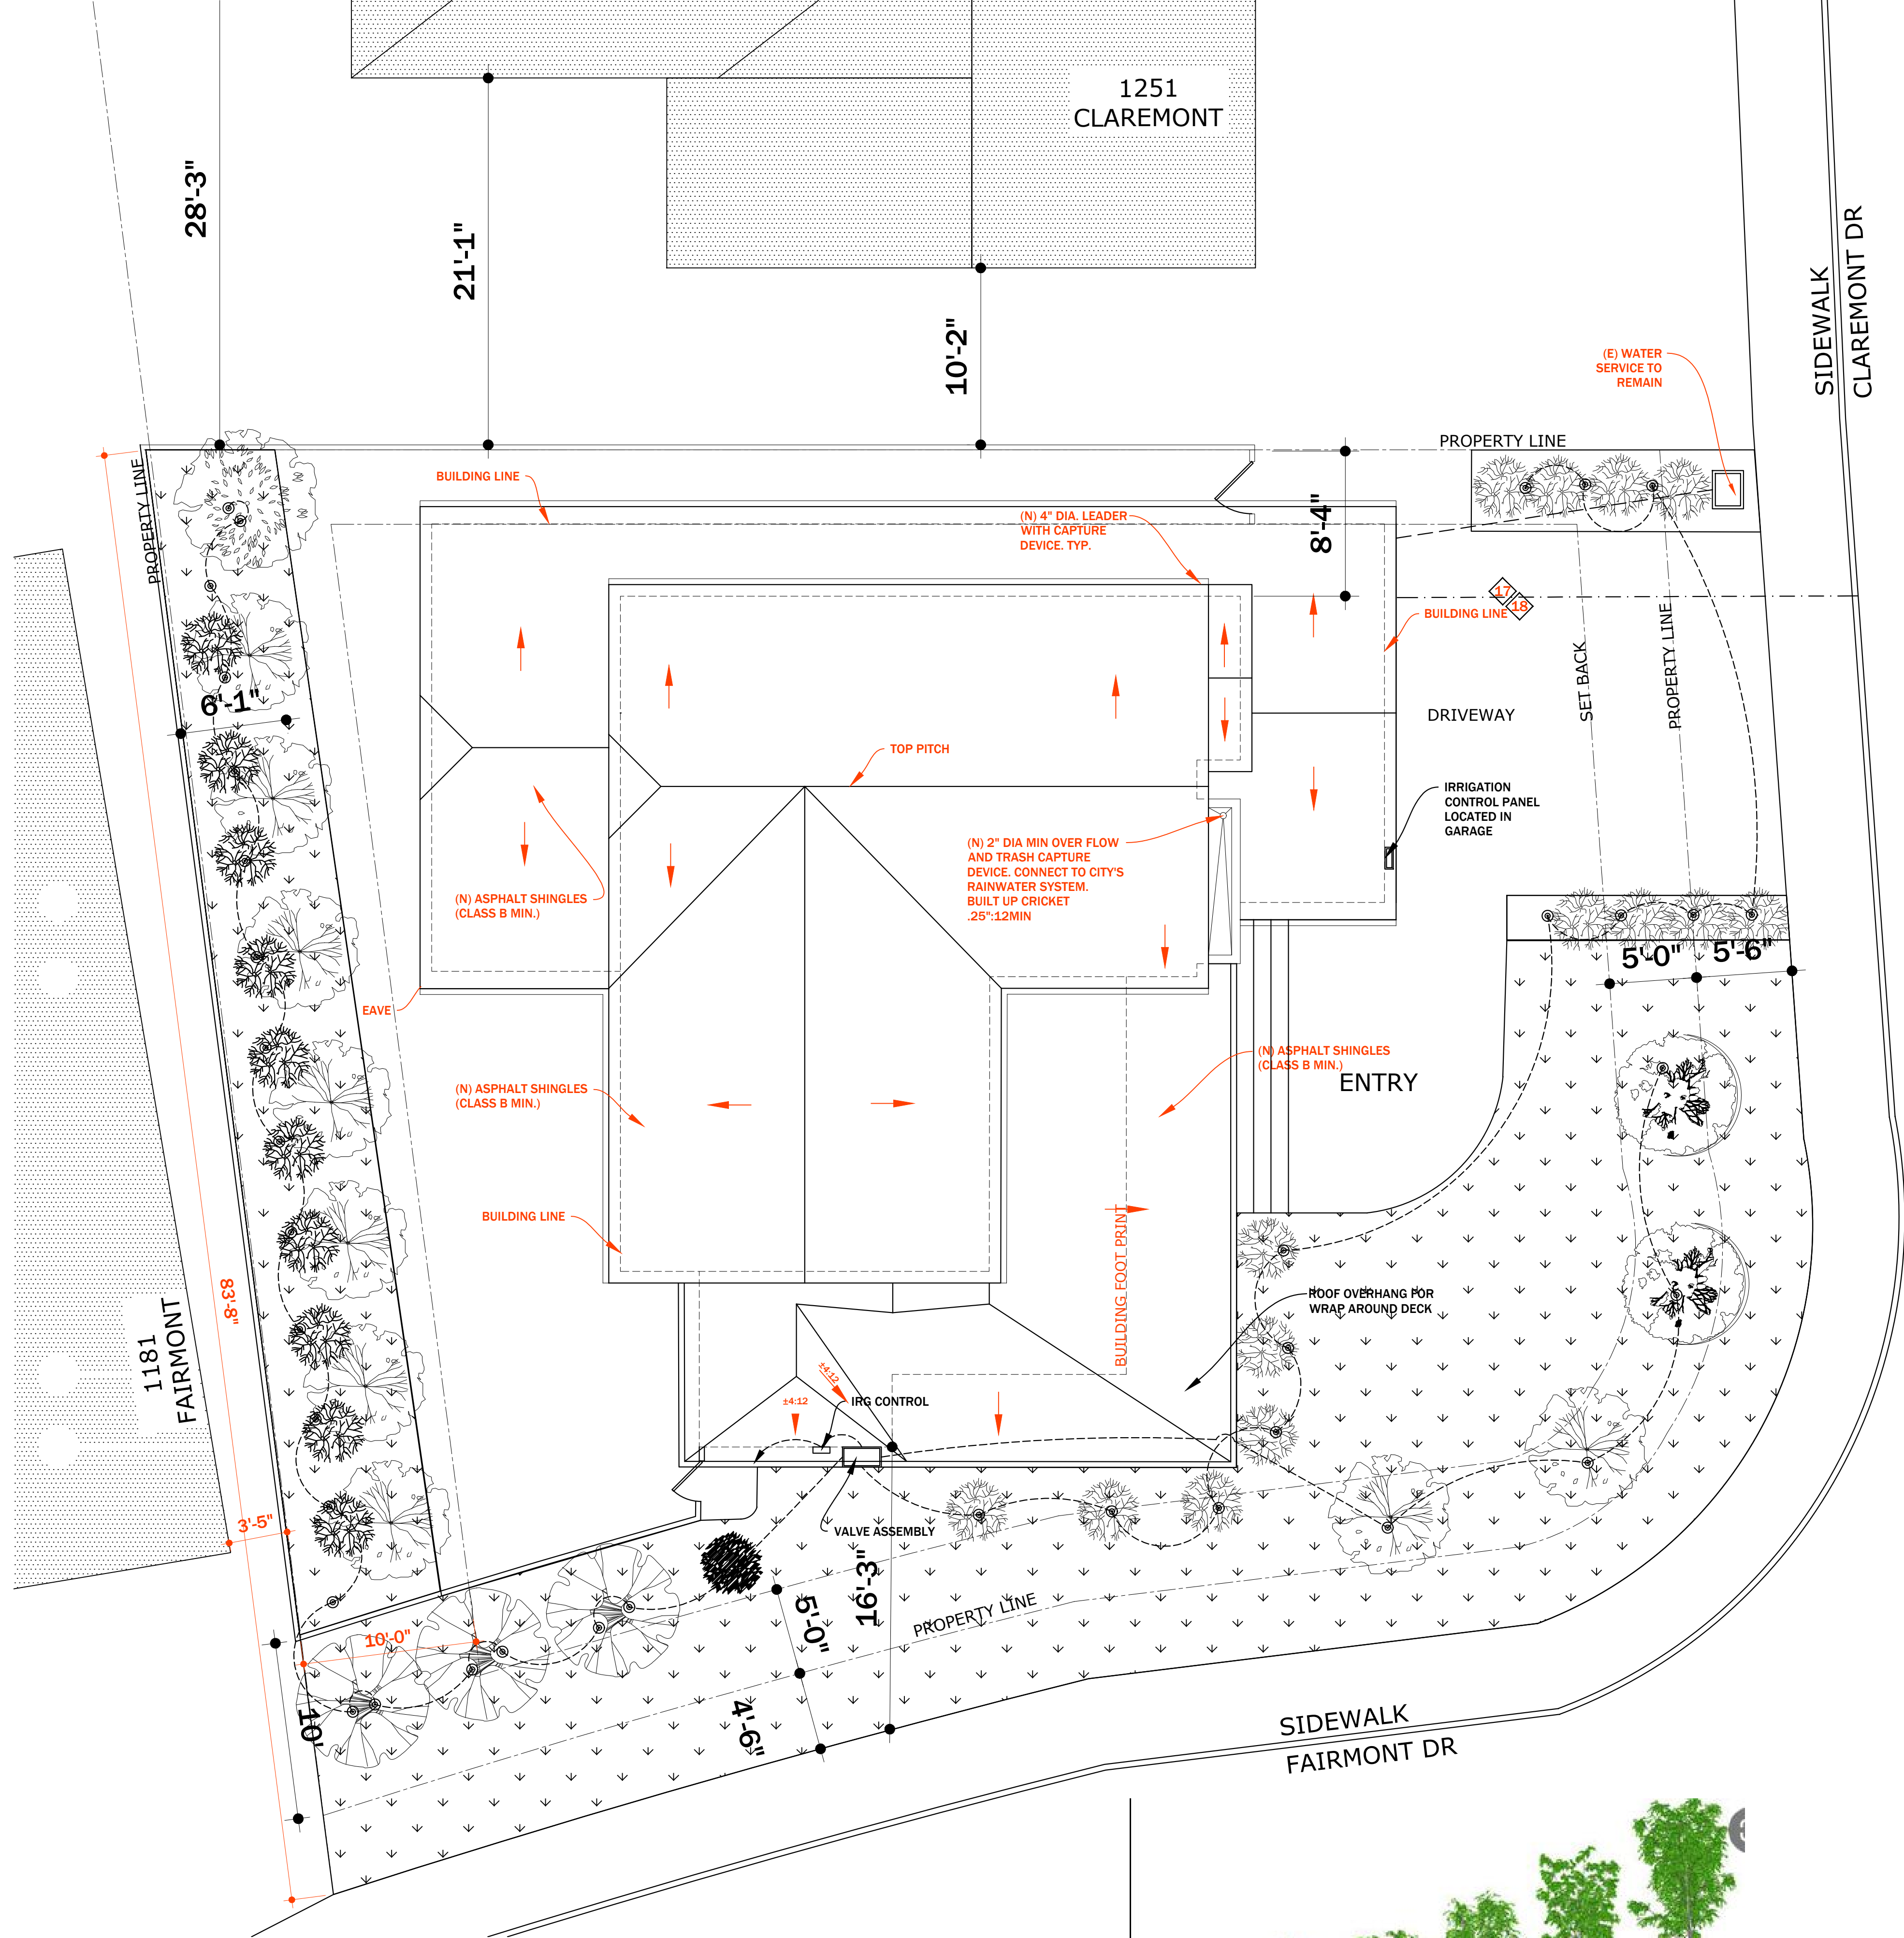 1251
CLAREMONT
28'-3"
21'-1"
10'-2"
SIDEWALK
CLAREMONT DR
(E) WATER
SERVICE TO
REMAIN
PROPERTY LINE
PROPERTY LINE
BUILDING LINE
(N) 4" DIA. LEADER
WITH CAPTURE
DEVICE. TYP.
8'-4"
17
18
BUILDING LINE
SET BACK
PROPERTY LINE
6'-1"
DRIVEWAY
TOP PITCH
IRRIGATION
CONTROL PANEL
LOCATED IN
GARAGE
(N) 2" DIA MIN OVER FLOW
AND TRASH CAPTURE
DEVICE. CONNECT TO CITY'S
RAINWATER SYSTEM.
BUILT UP CRICKET
.25":12MIN
(N) ASPHALT SHINGLES
(CLASS B MIN.)
5'-0"
5'-6"
EAVE
(N) ASPHALT SHINGLES
(CLASS B MIN.)
ENTRY
(N) ASPHALT SHINGLES
(CLASS B MIN.)
BUILDING LINE
BUILDING FOOT PRINT
83'-8"
ROOF OVERHANG FOR
WRAP AROUND DECK
1181
FAIRMONT
±4:12
±4:12
IRG CONTROL
3'-5"
VALVE ASSEMBLY
16'-3"
5'-0"
PROPERTY LINE
10'-0"
10'
4'-6"
SIDEWALK
FAIRMONT DR